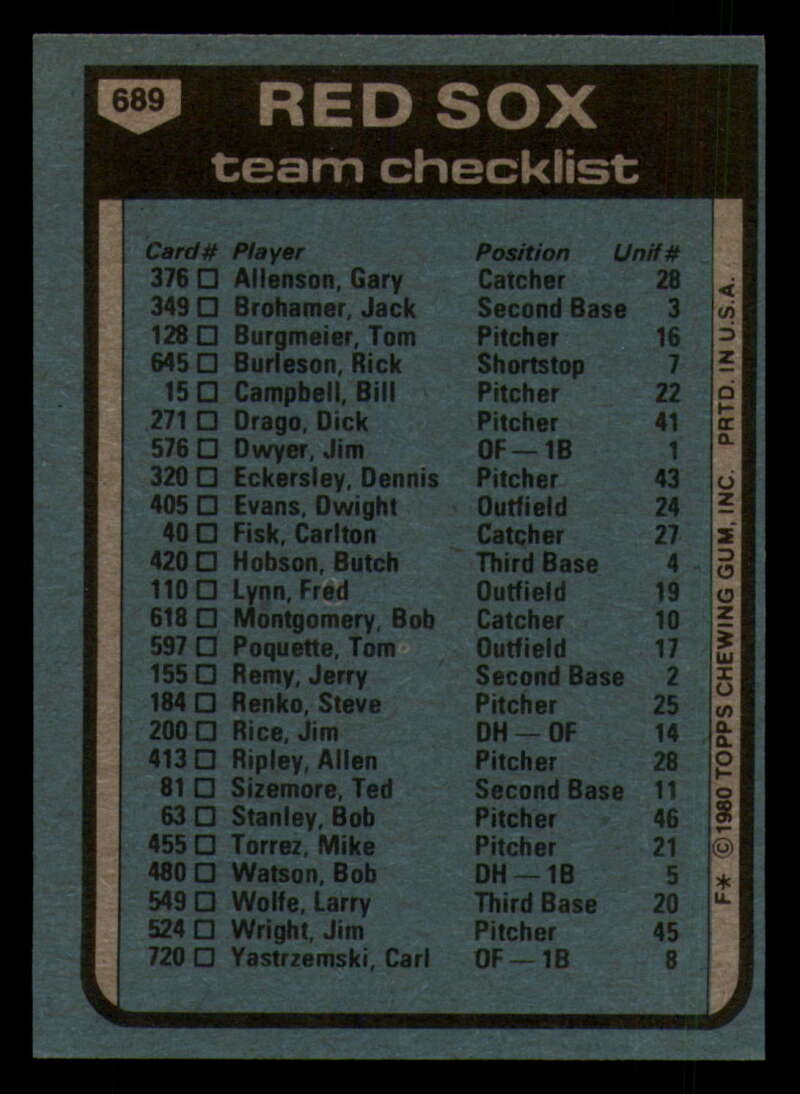 689
RED SOX
team checklist
Card# Player Position Unif#
376 □ Allenson, Gary Catcher 28
349 □ Brohamer, Jack Second Base 3
128 □ Burgmeier, Tom Pitcher 16
645 □ Burleson, Rick Shortstop 7
15 □ Campbell, Bill Pitcher 22
271 □ Drago, Dick Pitcher 41
576 □ Dwyer, Jim OF — 1B 1
320 □ Eckersley, Dennis Pitcher 43
405 □ Evans, Dwight Outfield 24
40 □ Fisk, Carlton Catcher 27
420 □ Hobson, Butch Third Base 4
110 □ Lynn, Fred Outfield 19
618 □ Montgomery, Bob Catcher 10
597 □ Poquette, Tom Outfield 17
155 □ Remy, Jerry Second Base 2
184 □ Renko, Steve Pitcher 25
200 □ Rice, Jim DH — OF 14
413 □ Ripley, Allen Pitcher 28
81 □ Sizemore, Ted Second Base 11
63 □ Stanley, Bob Pitcher 46
455 □ Torrez, Mike Pitcher 21
480 □ Watson, Bob DH — 1B 5
549 □ Wolfe, Larry Third Base 20
524 □ Wright, Jim Pitcher 45
720 □ Yastrzemski, Carl OF — 1B 8
F* ©1980 TOPPS CHEWING GUM, INC. PRTD. IN U.S.A.